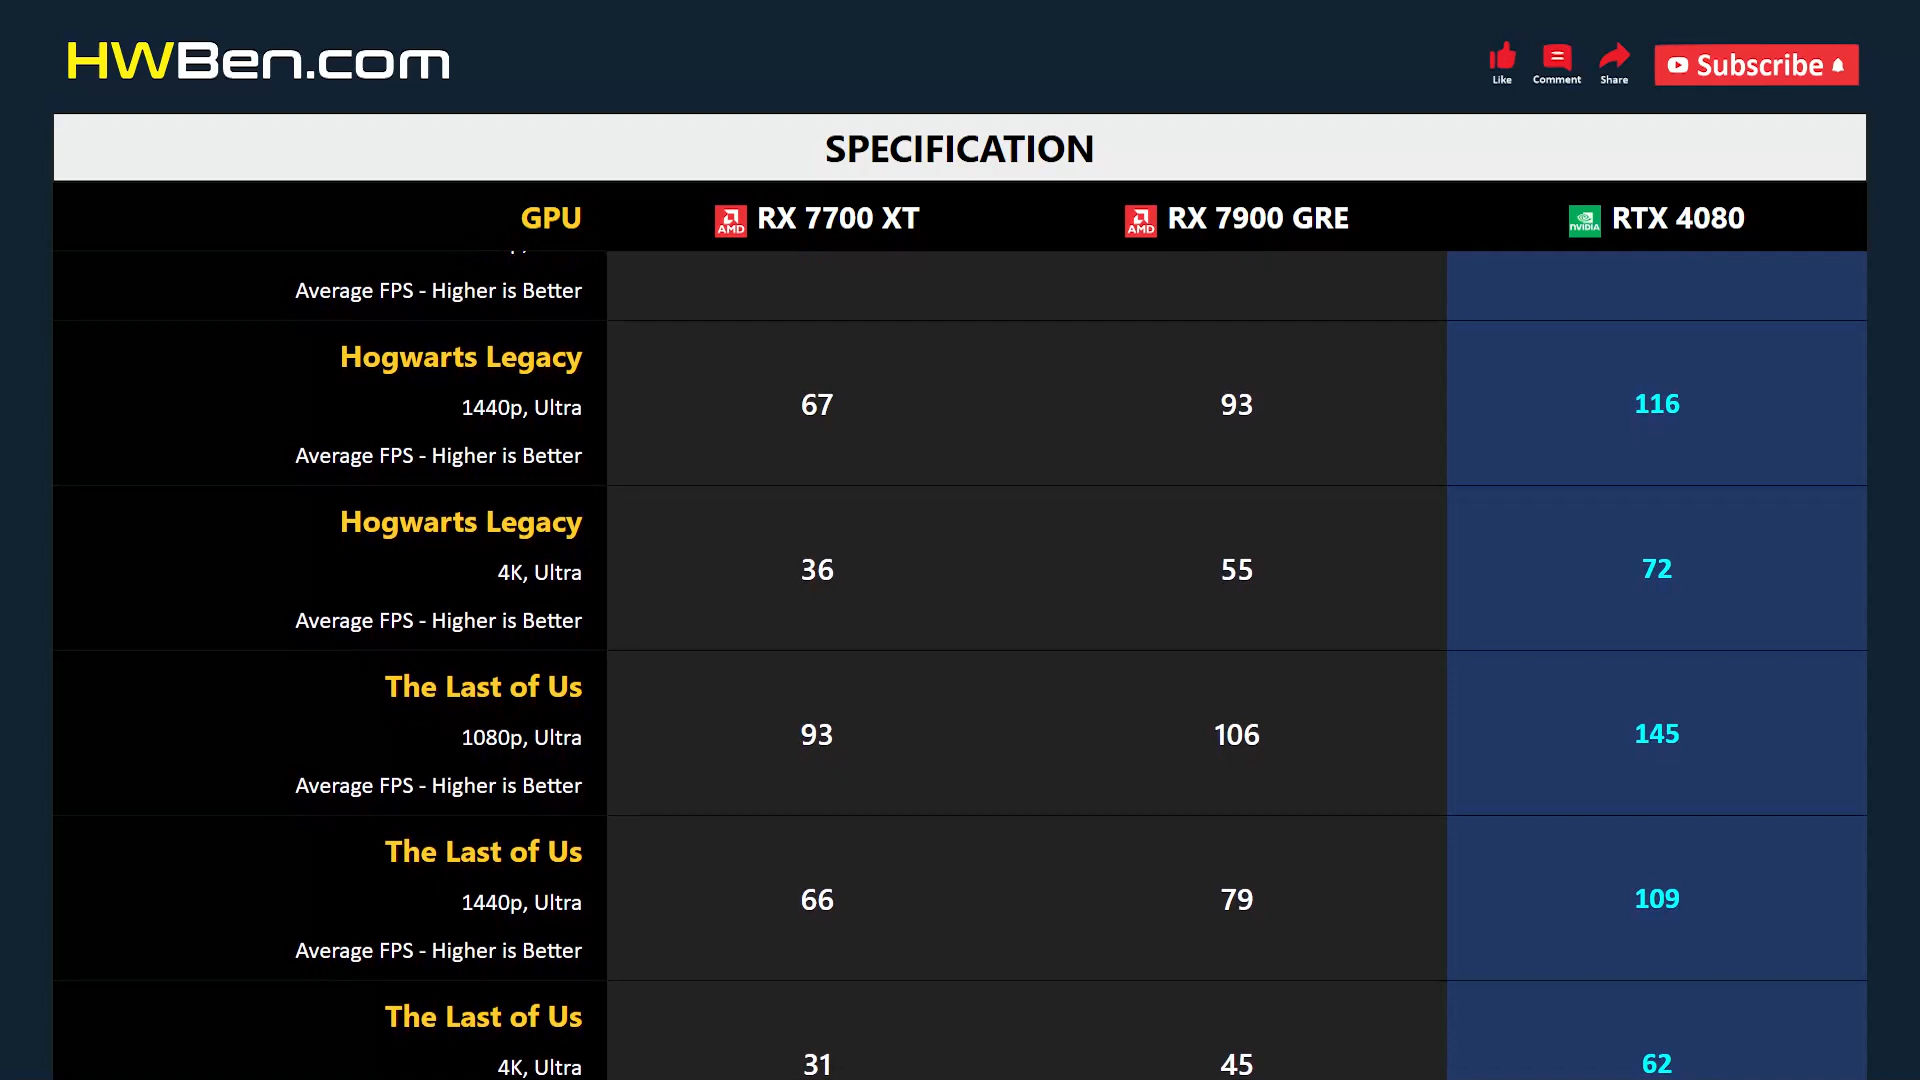 HWBen.com
Like
Comment
Share
Subscribe
SPECIFICATION
GPU
AMD RX 7700 XT
AMD RX 7900 GRE
NVIDIA RTX 4080
Average FPS - Higher is Better
Hogwarts Legacy
1440p, Ultra
Average FPS - Higher is Better
67
93
116
Hogwarts Legacy
4K, Ultra
Average FPS - Higher is Better
36
55
72
The Last of Us
1080p, Ultra
Average FPS - Higher is Better
93
106
145
The Last of Us
1440p, Ultra
Average FPS - Higher is Better
66
79
109
The Last of Us
4K, Ultra
31
45
62